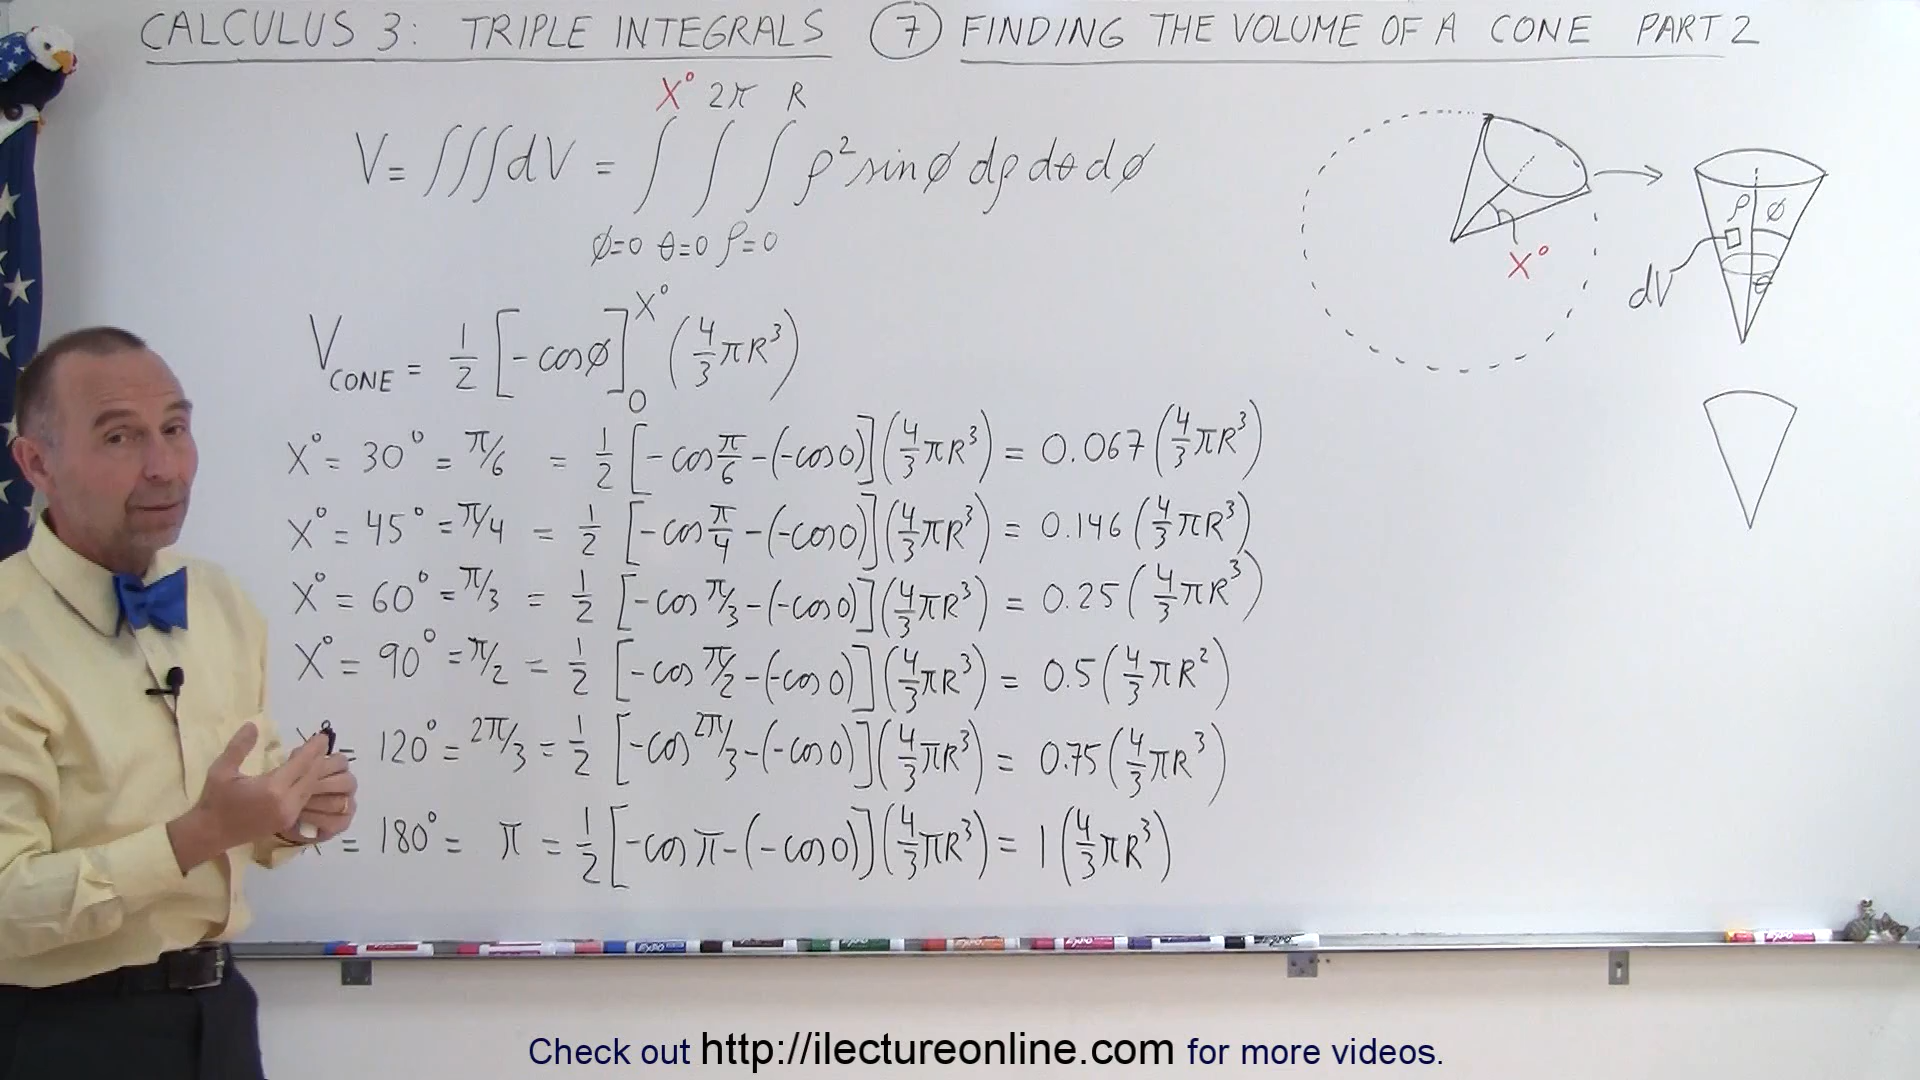 CALCULUS 3: TRIPLE INTEGRALS ⑦ FINDING THE VOLUME OF A CONE PART 2
X° 2π R
V = ∫∫∫dV = ∫ ∫ ∫ ρ² sinφ dρ dθ dφ
φ=0 θ=0 ρ=0
X°
ρ φ
dV θ
V CONE = 1/2 [-cosφ]₀^X° (4/3 πR³)
X° = 30° = π/6 = 1/2 [-cos π/6 - (-cos 0)] (4/3 πR³) = 0.067 (4/3 πR³)
X° = 45° = π/4 = 1/2 [-cos π/4 - (-cos 0)] (4/3 πR³) = 0.146 (4/3 πR³)
X° = 60° = π/3 = 1/2 [-cos π/3 - (-cos 0)] (4/3 πR³) = 0.25 (4/3 πR³)
X° = 90° = π/2 = 1/2 [-cos π/2 - (-cos 0)] (4/3 πR³) = 0.5 (4/3 πR²)
X° = 120° = 2π/3 = 1/2 [-cos 2π/3 - (-cos 0)] (4/3 πR³) = 0.75 (4/3 πR³)
= 180° = π = 1/2 [-cos π - (-cos 0)] (4/3 πR³) = 1 (4/3 πR³)
Check out http://ilectureonline.com for more videos.